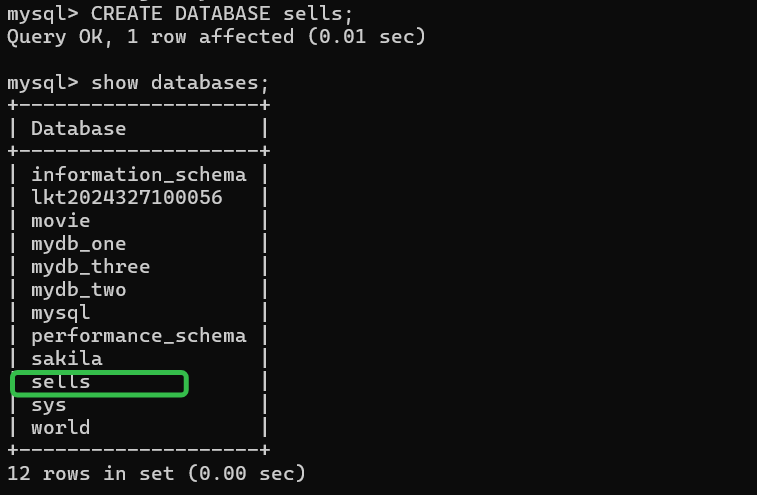 mysql> CREATE DATABASE sells;
Query OK, 1 row affected (0.01 sec)

mysql> show databases;
+--------------------+
| Database           |
+--------------------+
| information_schema |
| lkt2024327100056   |
| movie              |
| mydb_one           |
| mydb_three         |
| mydb_two           |
| mysql              |
| performance_schema |
| sakila             |
| sells              |
| sys                |
| world              |
+--------------------+
12 rows in set (0.00 sec)